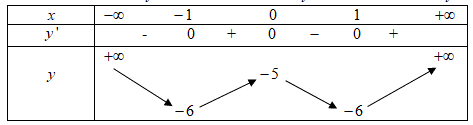 x −∞ −1 0 1 +∞
y' - 0 + 0 − 0 +
+∞ +∞
y −5
−6 −6